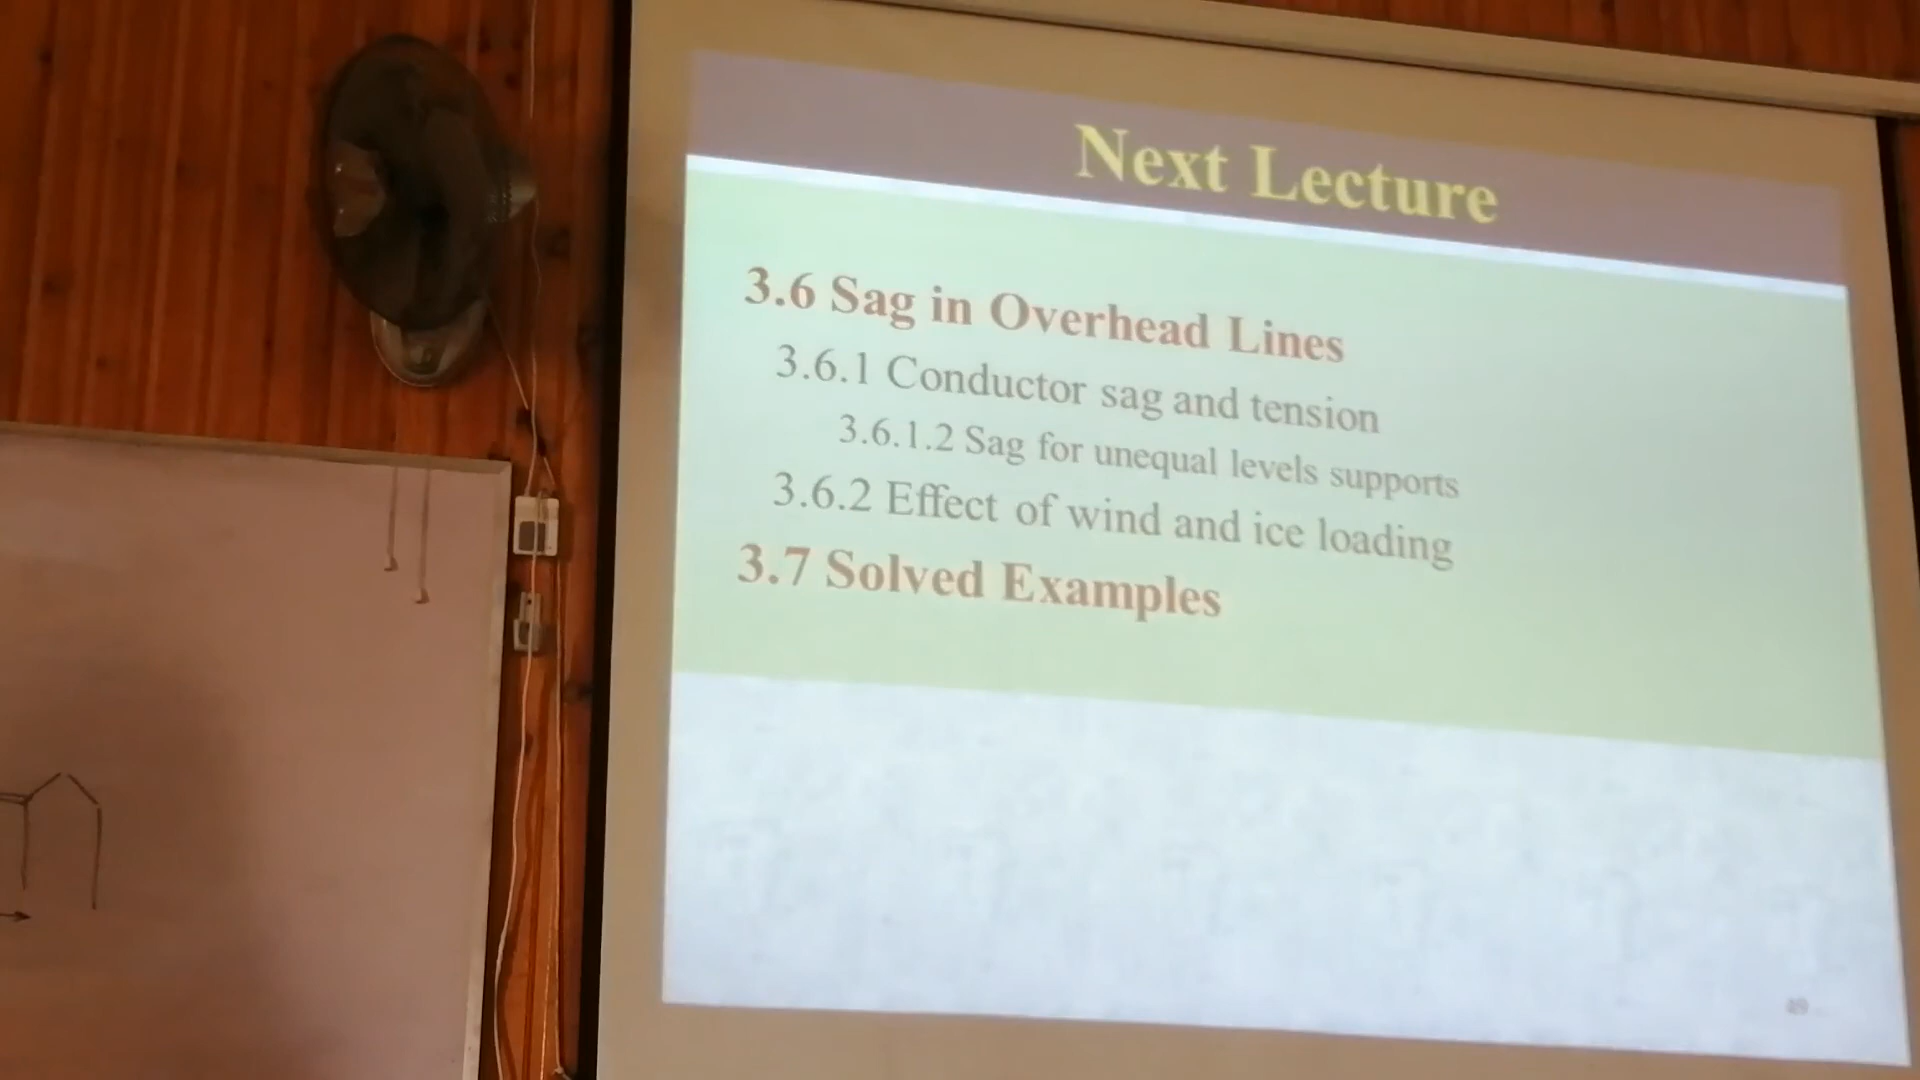 Next Lecture
3.6 Sag in Overhead Lines
3.6.1 Conductor sag and tension
3.6.1.2 Sag for unequal levels supports
3.6.2 Effect of wind and ice loading
3.7 Solved Examples
49